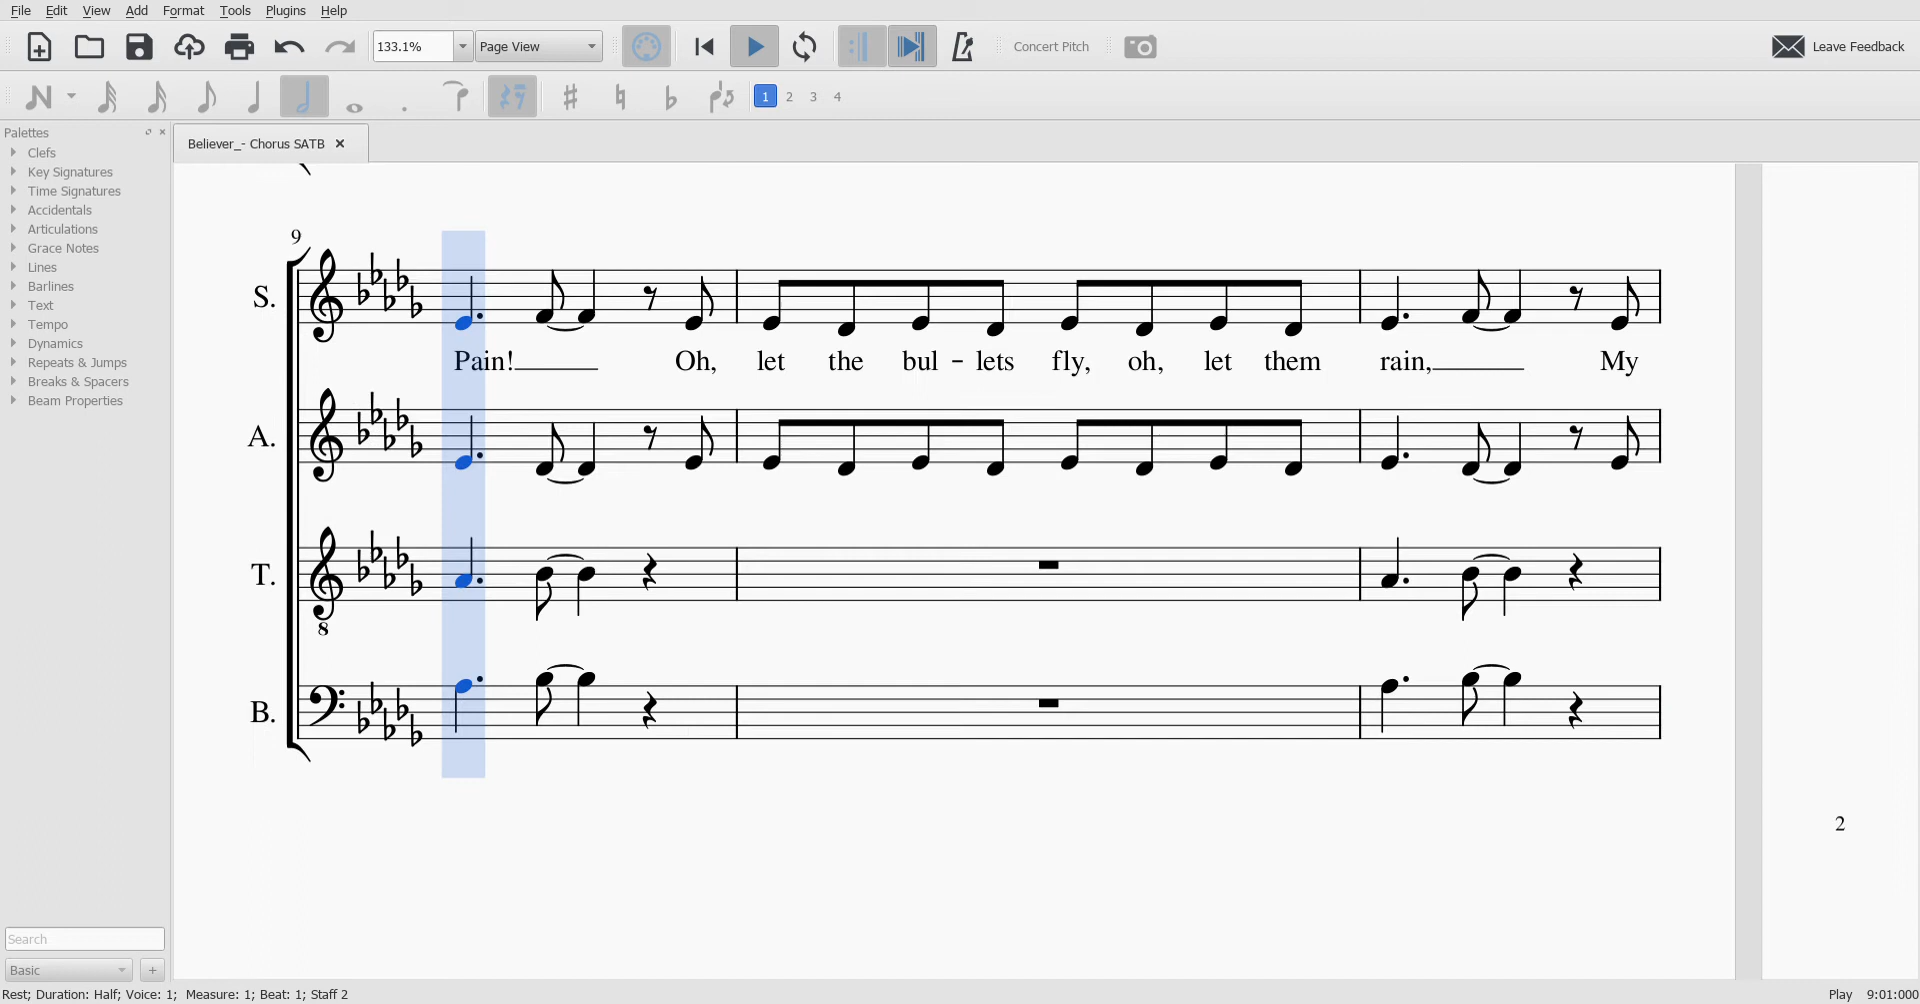 File Edit View Add Format Tools Plugins Help
133.1% Page View Concert Pitch Leave Feedback
1 2 3 4
Palettes
Clefs
Key Signatures
Time Signatures
Accidentals
Articulations
Grace Notes
Lines
Barlines
Text
Tempo
Dynamics
Repeats & Jumps
Breaks & Spacers
Beam Properties
Search
Basic +
Believer_- Chorus SATB
9
S.
Pain! Oh, let the bul - lets fly, oh, let them rain, My
A.
T.
8
B.
2
Rest; Duration: Half; Voice: 1; Measure: 1; Beat: 1; Staff 2 Play 9:01:000